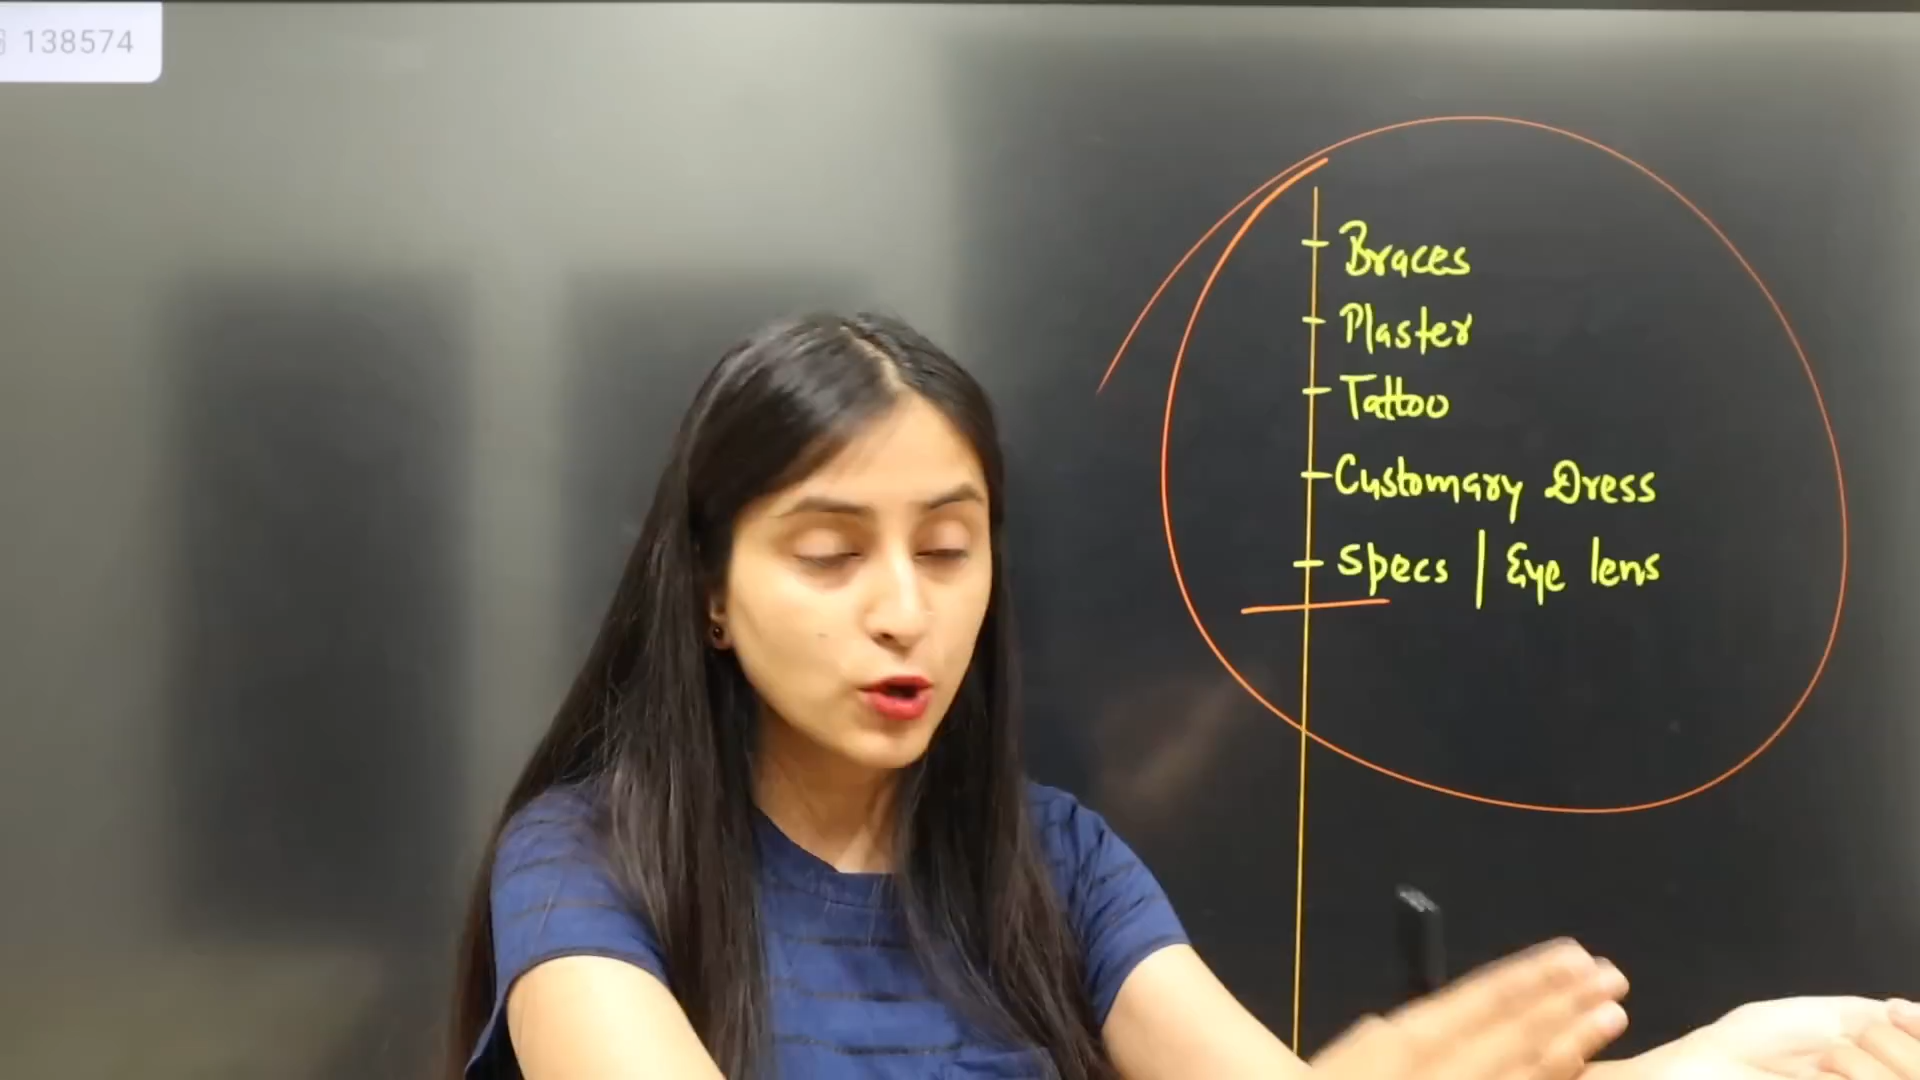 138574
Braces
Plaster
Tattoo
Customary Dress
Specs | Eye lens